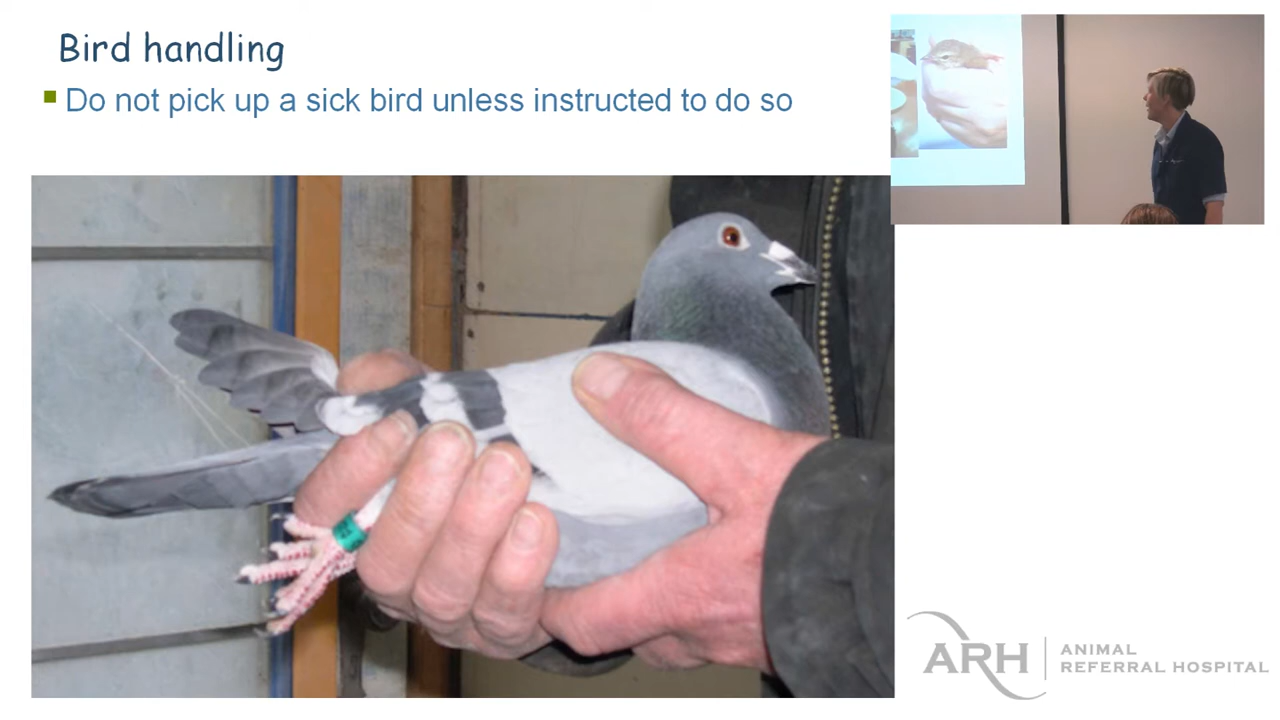 Bird handling
Do not pick up a sick bird unless instructed to do so
ARH
ANIMAL
REFERRAL HOSPITAL